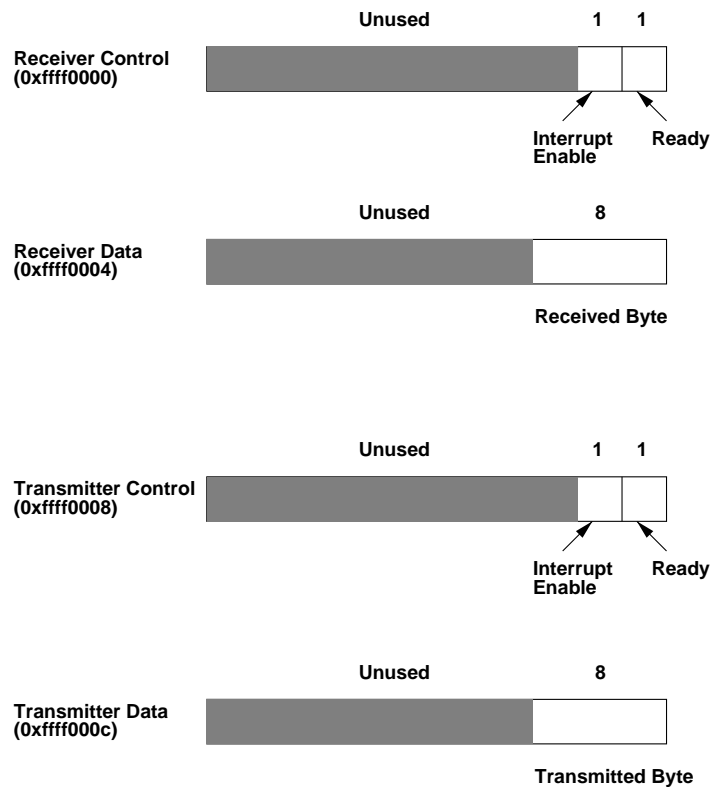 Unused 1 1
Receiver Control
(0xffff0000)
Interrupt Ready
Enable
Unused 8
Receiver Data
(0xffff0004)
Received Byte
Unused 1 1
Transmitter Control
(0xffff0008)
Interrupt Ready
Enable
Unused 8
Transmitter Data
(0xffff000c)
Transmitted Byte